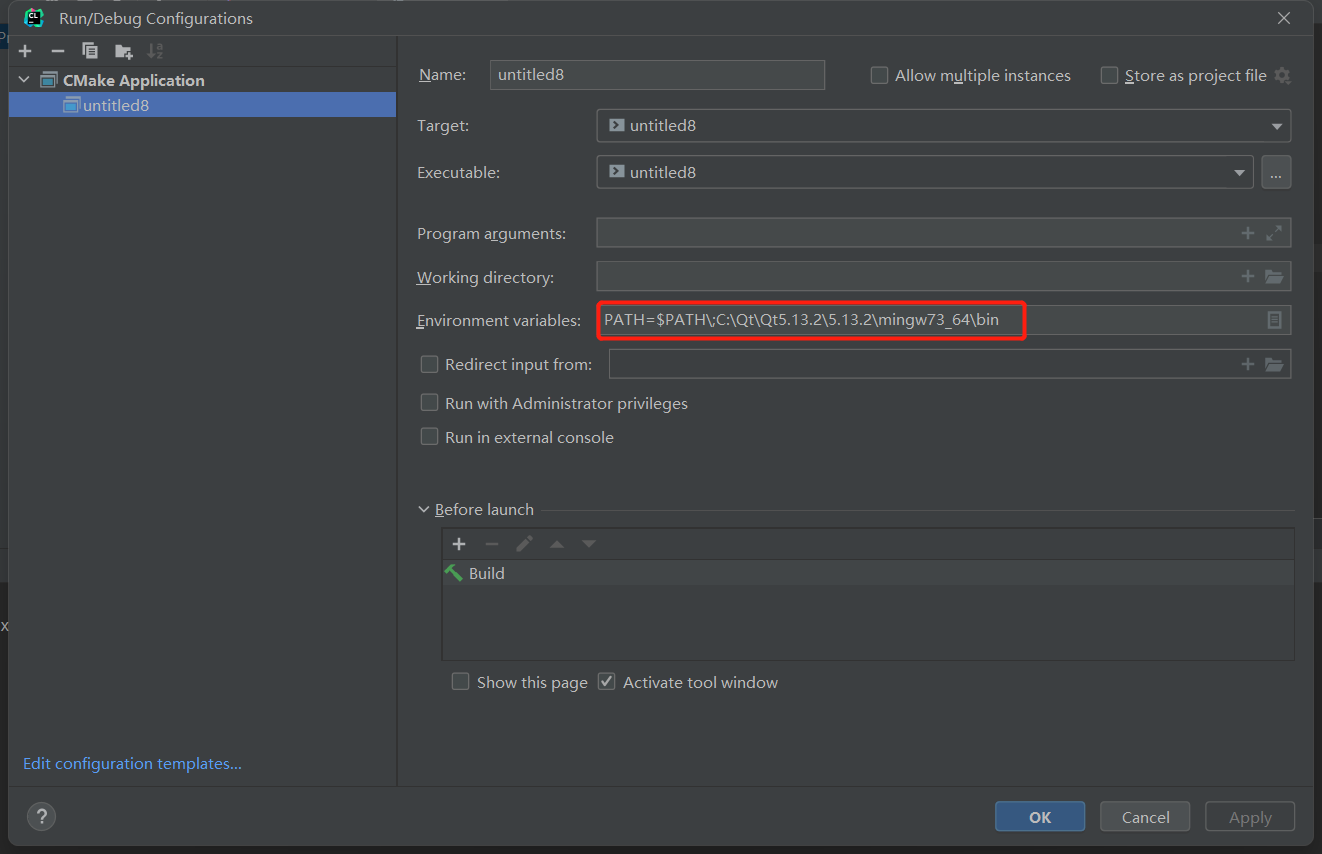 Run/Debug Configurations
CMake Application
untitled8
Name: untitled8 Allow multiple instances Store as project file
Target: untitled8
Executable: untitled8 ...
Program arguments:
Working directory:
Environment variables: PATH=$PATH\;C:\Qt\Qt5.13.2\5.13.2\mingw73_64\bin
Redirect input from:
Run with Administrator privileges
Run in external console
Before launch
Build
Show this page Activate tool window
Edit configuration templates...
? OK Cancel Apply